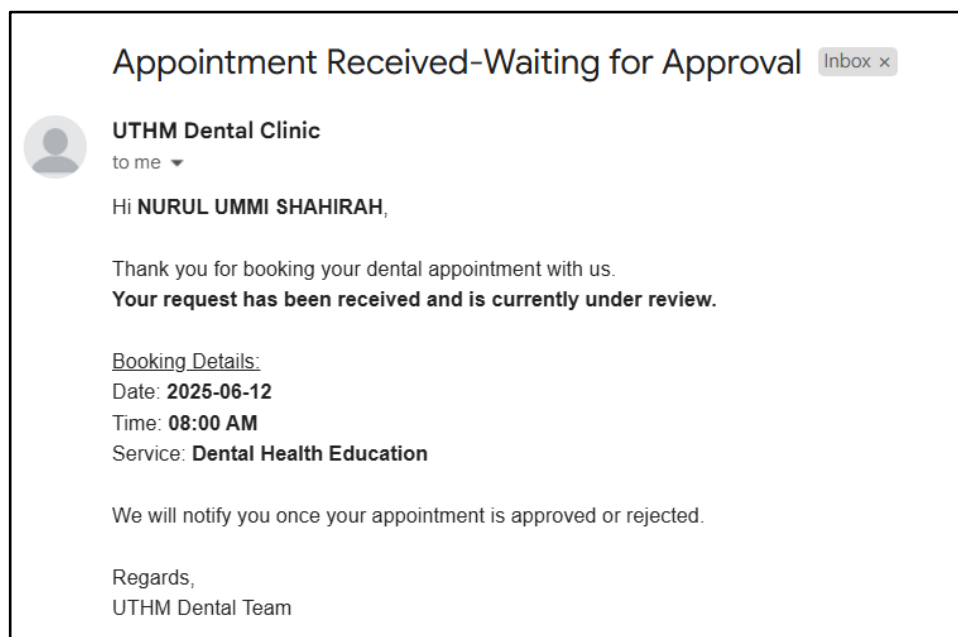 Appointment Received-Waiting for Approval Inbox ×
UTHM Dental Clinic
to me
Hi NURUL UMMI SHAHIRAH,
Thank you for booking your dental appointment with us.
Your request has been received and is currently under review.
Booking Details:
Date: 2025-06-12
Time: 08:00 AM
Service: Dental Health Education
We will notify you once your appointment is approved or rejected.
Regards,
UTHM Dental Team